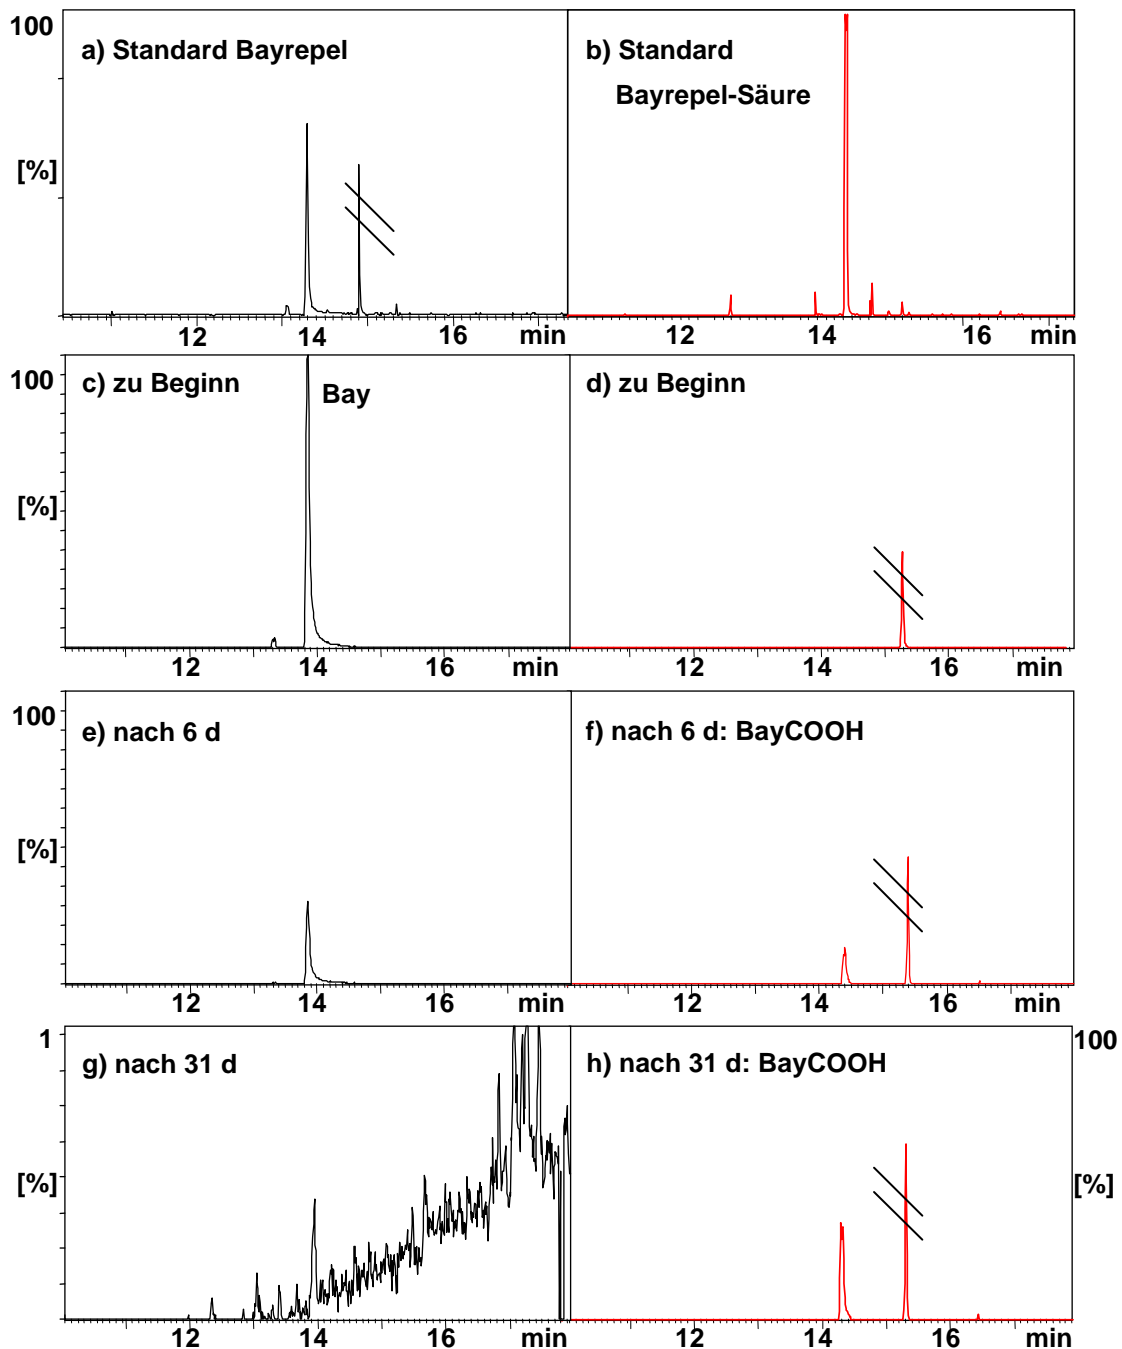 100
a) Standard Bayrepel
[%]
12 14 16 min
b) Standard
Bayrepel-Säure
12 14 16 min
100
c) zu Beginn
Bay
[%]
12 14 16 min
d) zu Beginn
12 14 16 min
100
e) nach 6 d
[%]
12 14 16 min
f) nach 6 d: BayCOOH
12 14 16 min
1
g) nach 31 d
[%]
12 14 16 min
h) nach 31 d: BayCOOH
100
[%]
12 14 16 min